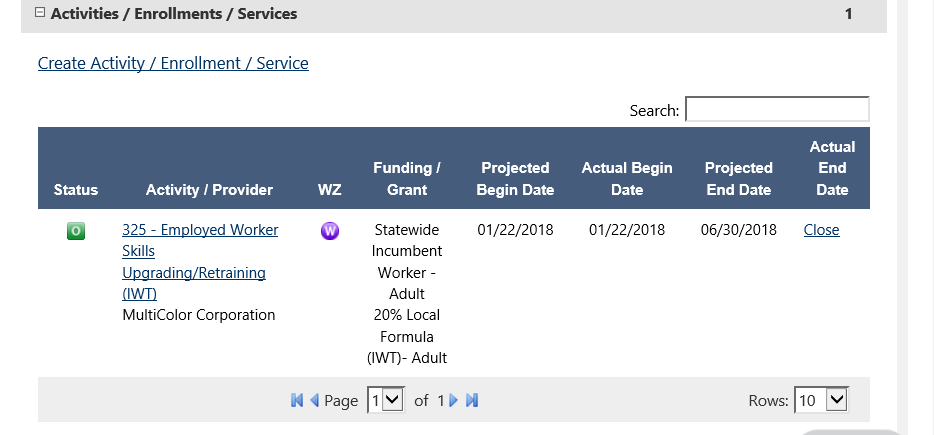 Activities / Enrollments / Services 1
Create Activity / Enrollment / Service
Search:
Status Activity / Provider WZ Funding / Grant Projected Begin Date Actual Begin Date Projected End Date Actual End Date
O 325 - Employed Worker W Statewide 01/22/2018 01/22/2018 06/30/2018 Close
Skills Incumbent
Upgrading/Retraining Worker -
(IWT) Adult
MultiColor Corporation 20% Local
Formula
(IWT)- Adult
Page 1 of 1 Rows: 10